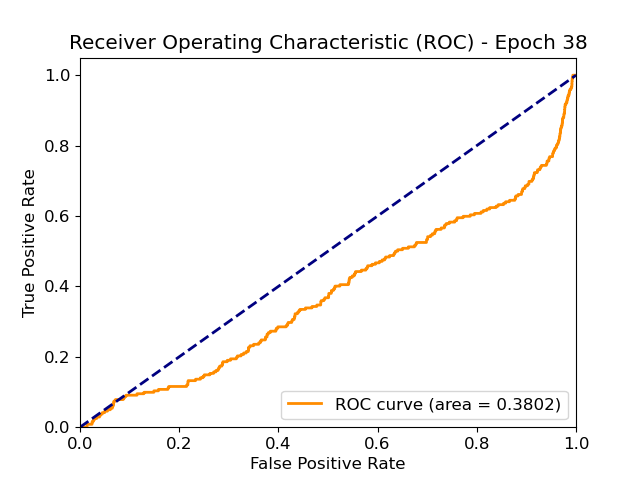 Receiver Operating Characteristic (ROC) - Epoch 38
1.0
0.8
0.6
0.4
0.2
0.0
True Positive Rate
ROC curve (area = 0.3802)
0.0 0.2 0.4 0.6 0.8 1.0
False Positive Rate